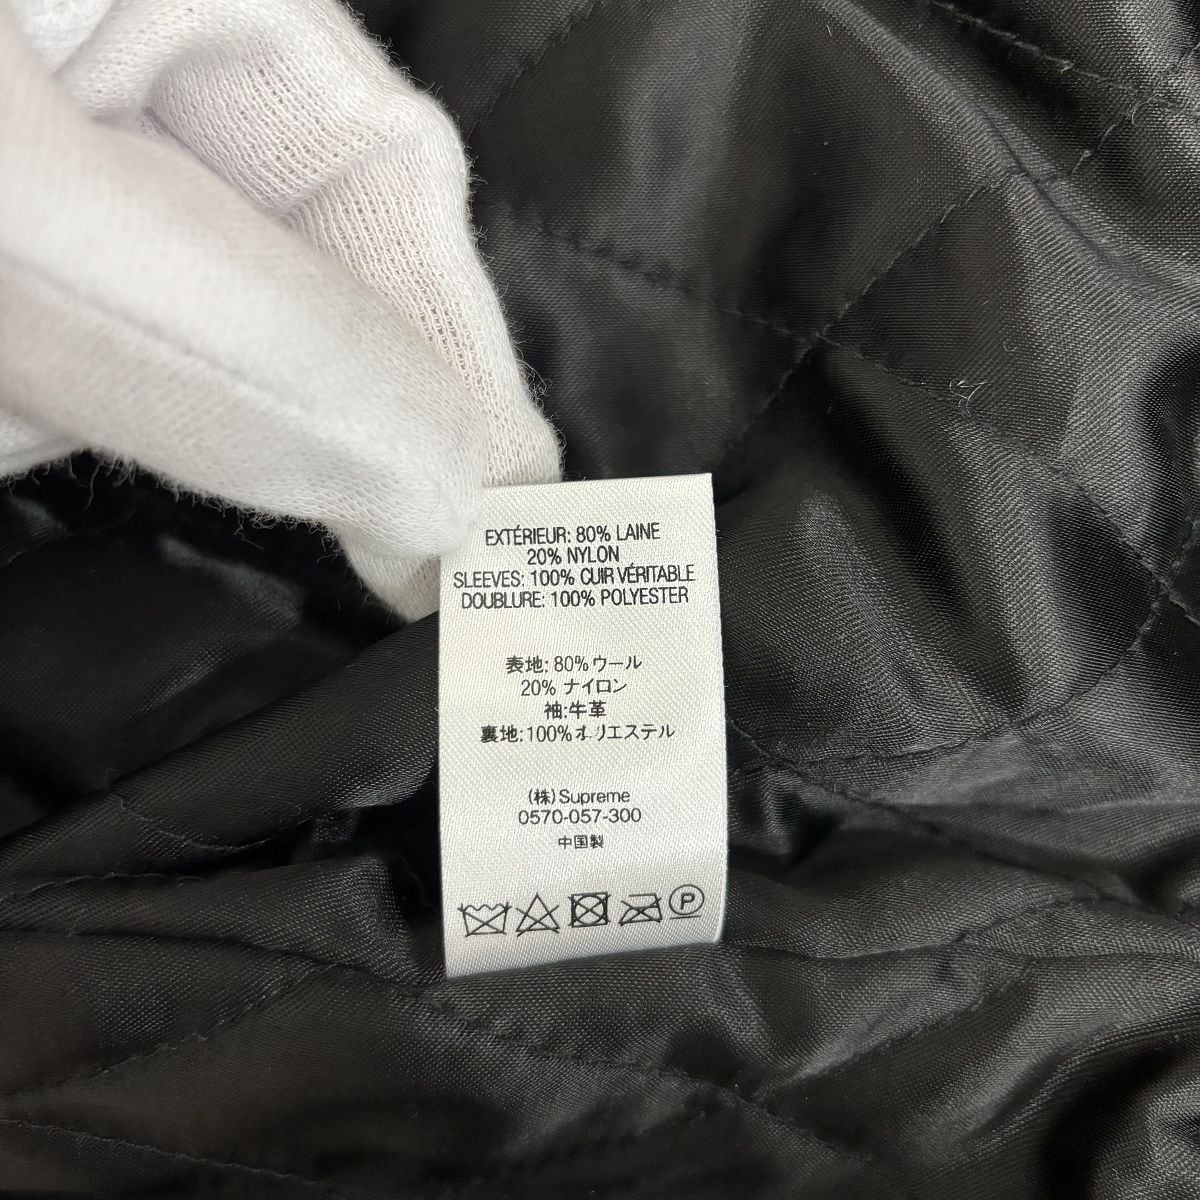 EXTÉRIEUR: 80% LAINE
20% NYLON
SLEEVES: 100% CUIR VÉRITABLE
DOUBLURE: 100% POLYESTER
表地: 80%ウール
20% ナイロン
袖:牛革
裏地:100%ポリエステル
(株)Supreme
0570-057-300
中国製
P